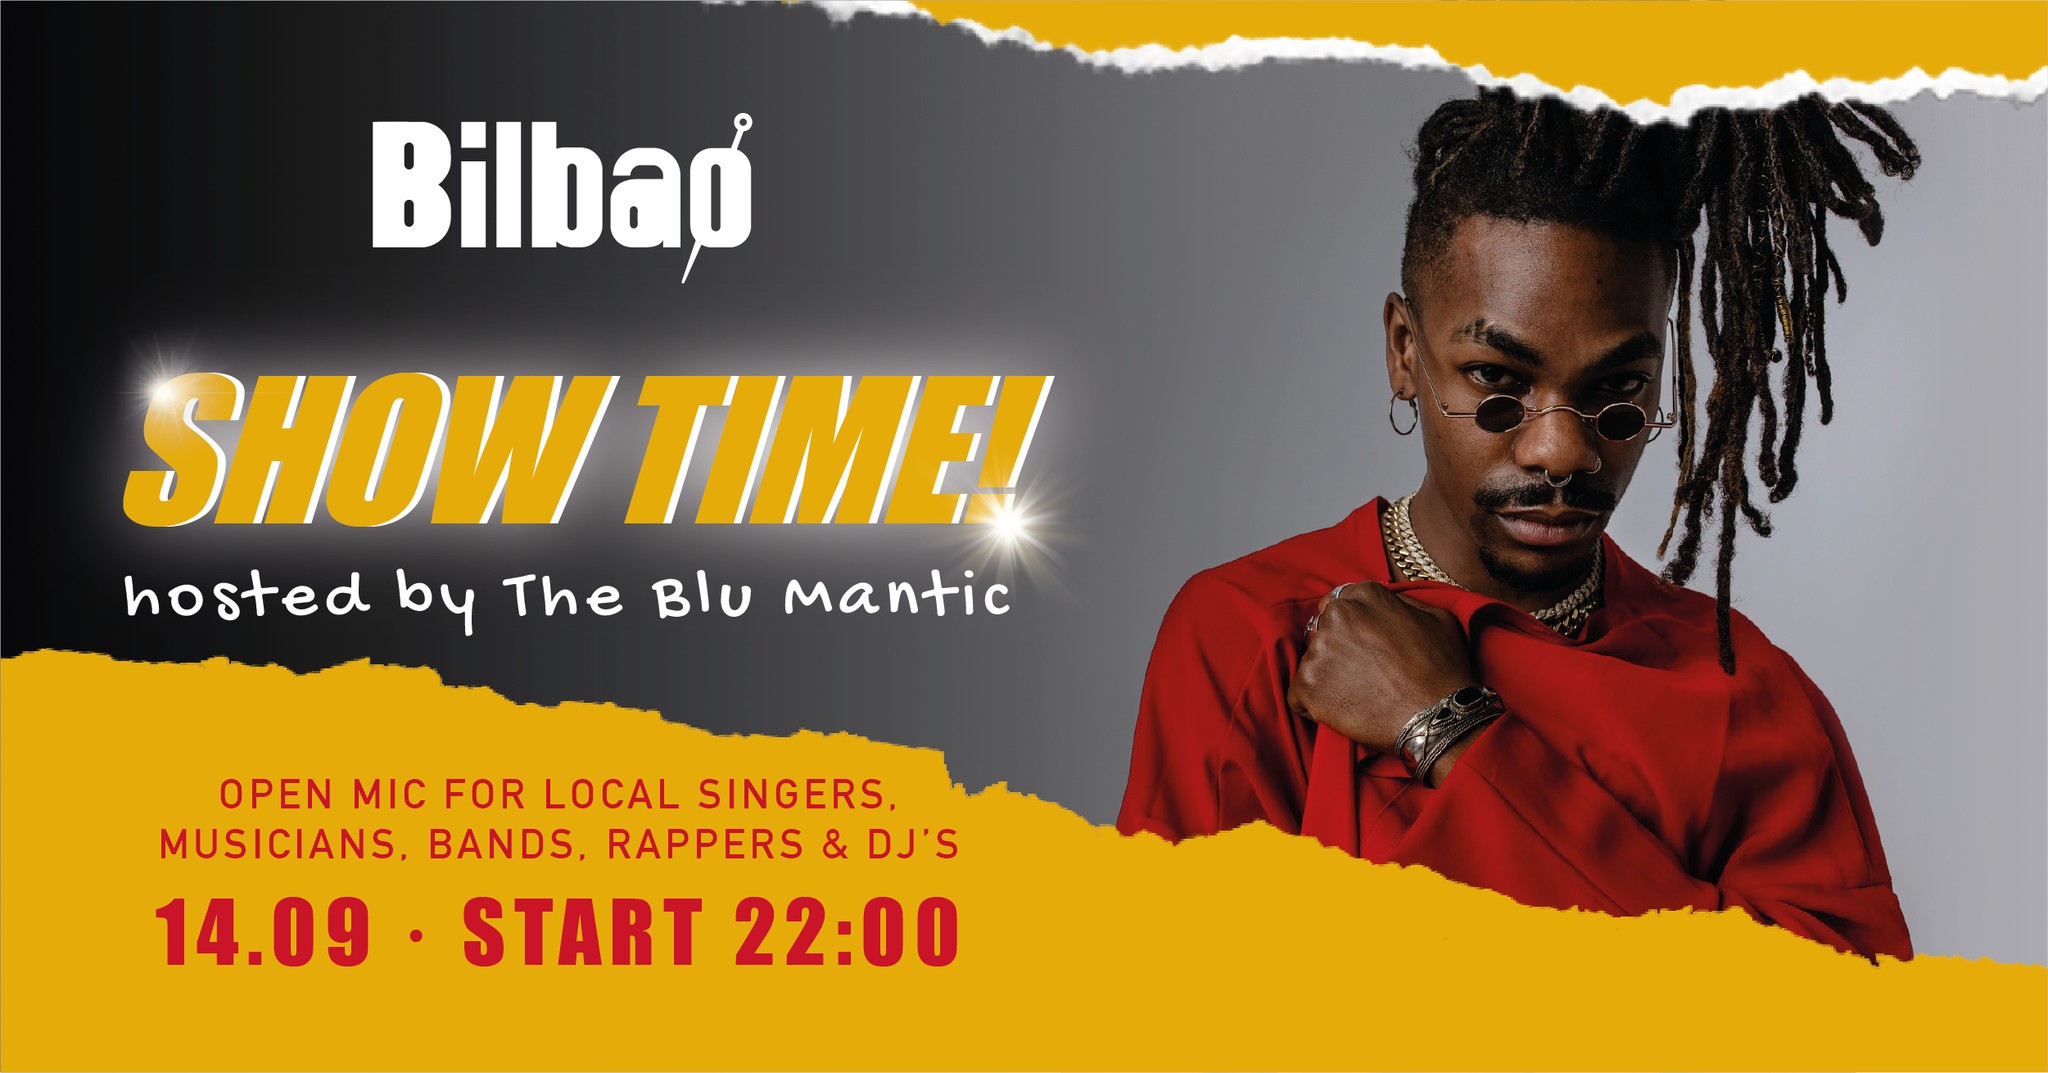 Bilbao
SHOW TIME!
hosted by The Blu Mantic
OPEN MIC FOR LOCAL SINGERS,
MUSICIANS, BANDS, RAPPERS & DJ’S
14.09 · START 22:00